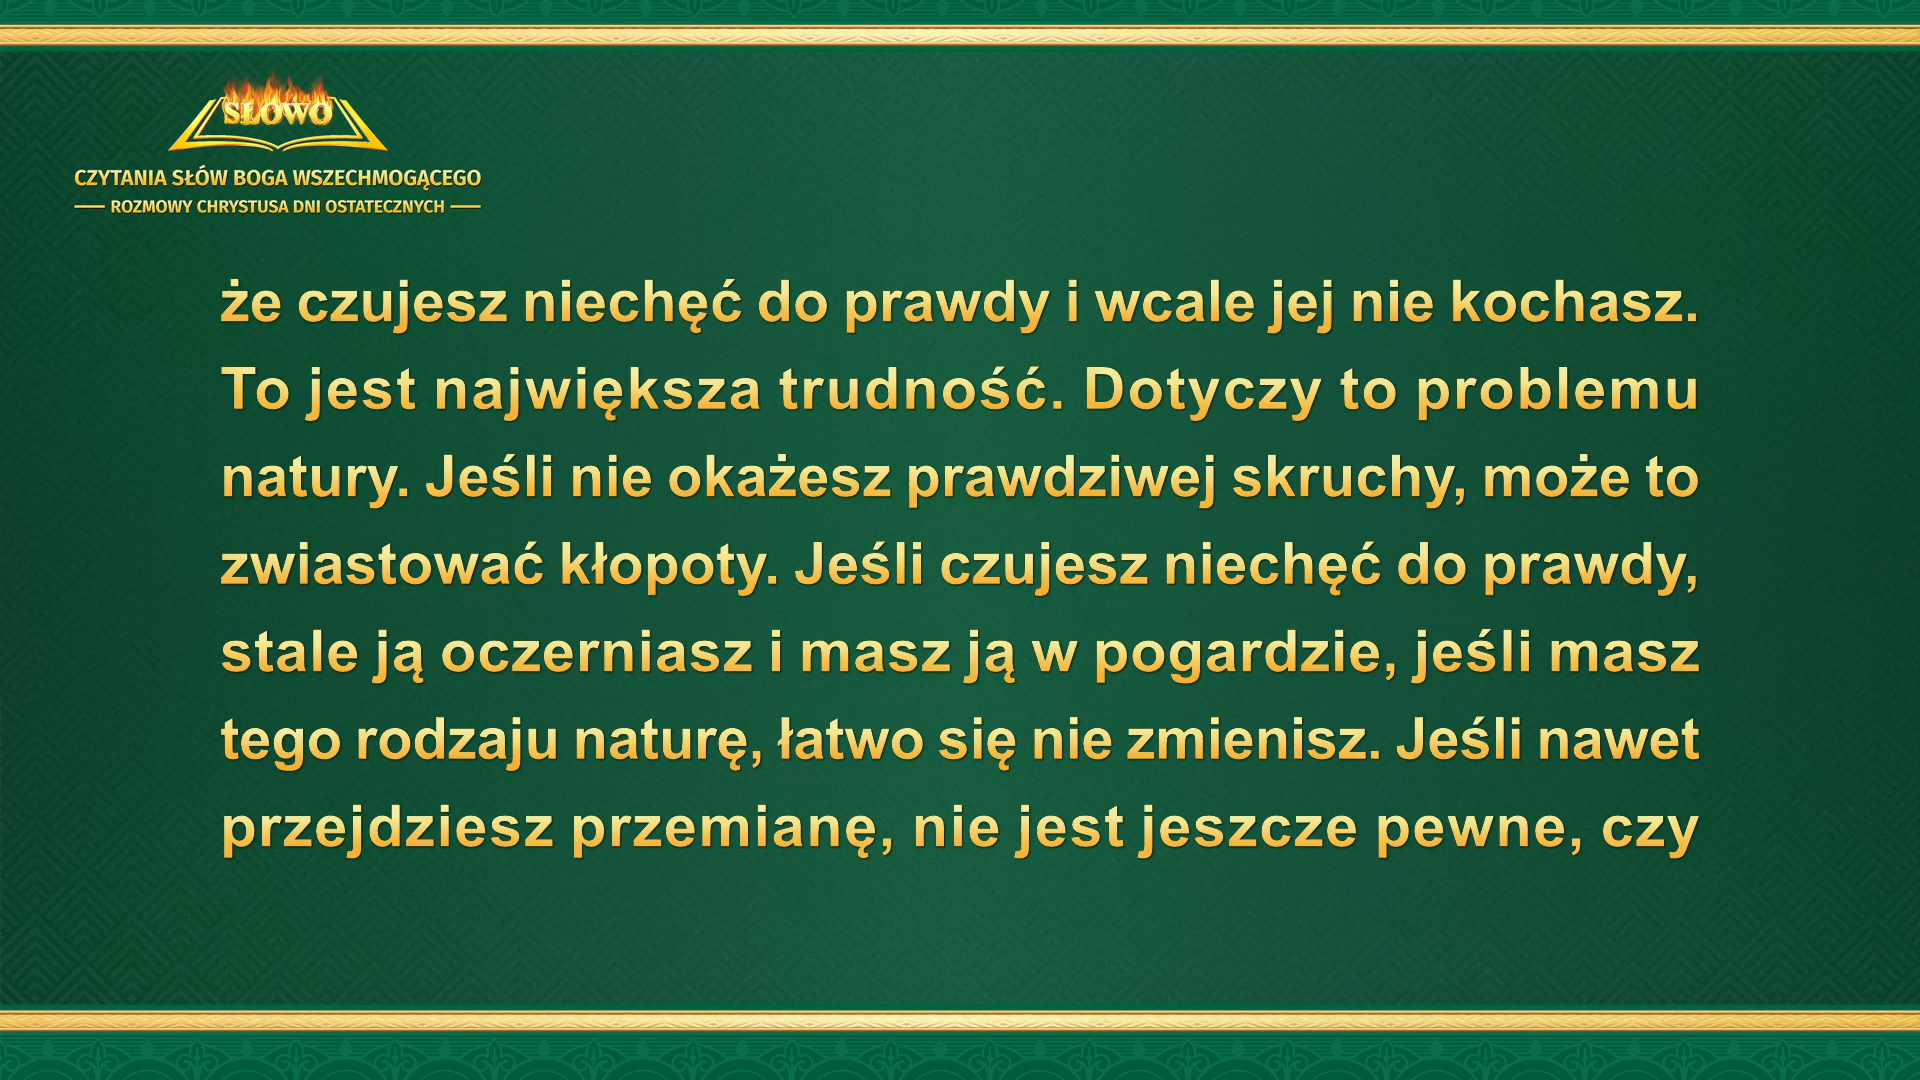 SŁOWO
CZYTANIA SŁÓW BOGA WSZECHMOGĄCEGO
ROZMOWY CHRYSTUSA DNI OSTATECZNYCH
że czujesz niechęć do prawdy i wcale jej nie kochasz.
To jest największa trudność. Dotyczy to problemu
natury. Jeśli nie okażesz prawdziwej skruchy, może to
zwiastować kłopoty. Jeśli czujesz niechęć do prawdy,
stale ją oczerniasz i masz ją w pogardzie, jeśli masz
tego rodzaju naturę, łatwo się nie zmienisz. Jeśli nawet
przejdziesz przemianę, nie jest jeszcze pewne, czy